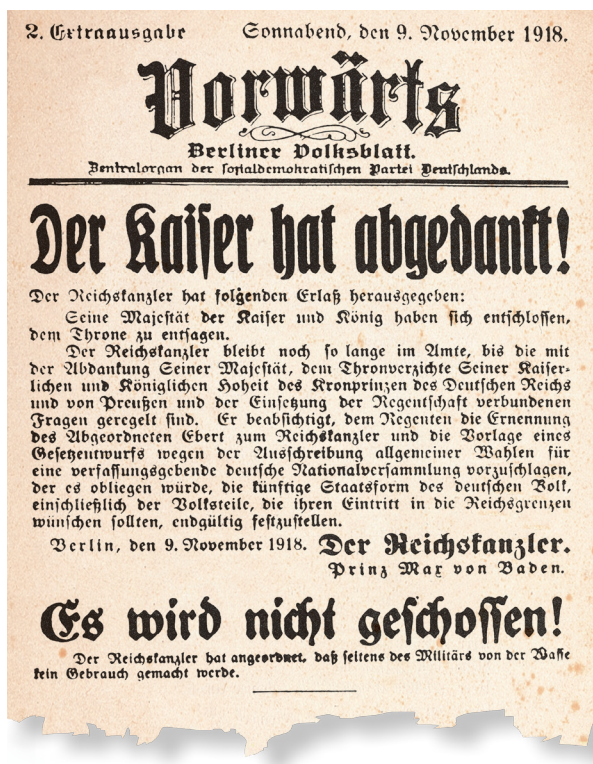 2. Extraausgabe Sonnabend, den 9. November 1918.
Vorwärts
Berliner Volksblatt.
Zentralorgan der sozialdemokratischen Partei Deutschlands.
Der Kaiser hat abgedankt!
Der Reichskanzler hat folgenden Erlaß herausgegeben:
Seine Majestät der Kaiser und König haben sich entschlossen,
dem Throne zu entsagen.
Der Reichskanzler bleibt noch so lange im Amte, bis die mit
der Abdankung Seiner Majestät, dem Thronverzichte Seiner Kaiser-
lichen und Königlichen Hoheit des Kronprinzen des Deutschen Reichs
und von Preußen und der Einsetzung der Regentschaft verbundenen
Fragen geregelt sind. Er beabsichtigt, dem Regenten die Ernennung
des Abgeordneten Ebert zum Reichskanzler und die Vorlage eines
Gesetzentwurfs wegen der Ausschreibung allgemeiner Wahlen für
eine verfassungsgebende deutsche Nationalversammlung vorzuschlagen,
der es obliegen würde, die künftige Staatsform des deutschen Volk,
einschließlich der Volksteile, die ihren Eintritt in die Reichsgrenzen
wünschen sollten, endgültig festzustellen.
Berlin, den 9. November 1918. Der Reichskanzler.
Prinz Max von Baden.
Es wird nicht geschossen!
Der Reichskanzler hat angeordnet, daß seitens des Militärs von der Waffe
kein Gebrauch gemacht werde.